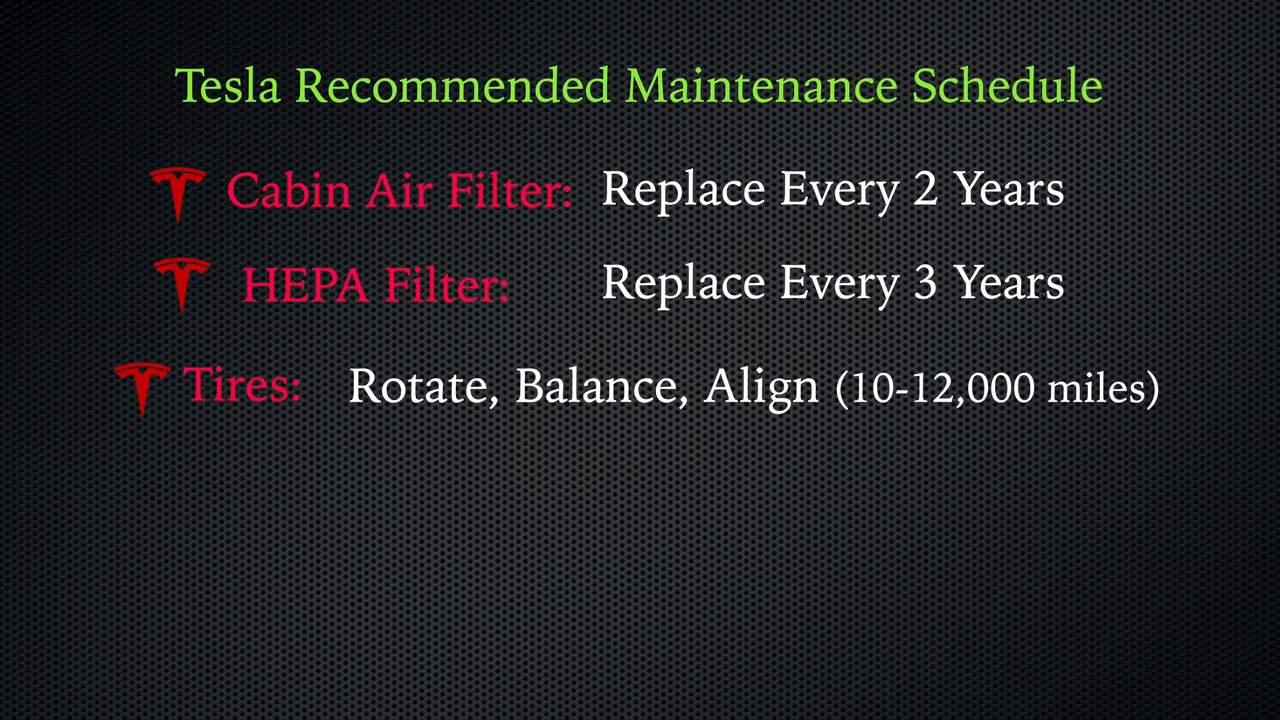 Tesla Recommended Maintenance Schedule
Cabin Air Filter: Replace Every 2 Years
HEPA Filter: Replace Every 3 Years
Tires: Rotate, Balance, Align (10-12,000 miles)